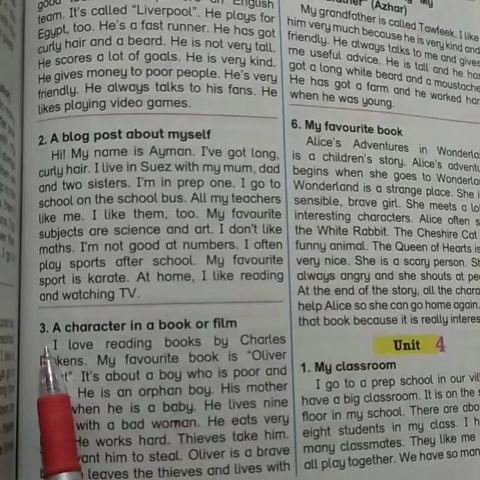 good
an English
team. It's called "Liverpool". He plays for
Egypt, too. He's a fast runner. He has got
curly hair and a beard. He is not very tall.
He scores a lot of goals. He is very kind.
He gives money to poor people. He's very
friendly. He always talks to his fans. He
likes playing video games.
2. A blog post about myself
Hi! My name is Ayman. I've got long,
curly hair. I live in Suez with my mum, dad
and two sisters. I'm in prep one. I go to
school on the school bus. All my teachers
like me. I like them, too. My favourite
subjects are science and art. I don't like
maths. I'm not good at numbers. I often
play sports after school. My favourite
sport is karate. At home, I like reading
and watching TV.
3. A character in a book or film
I love reading books by Charles
kens. My favourite book is "Oliver
t". It's about a boy who is poor and
He is an orphan boy. His mother
when he is a baby. He lives nine
with a bad woman. He eats very
He works hard. Thieves take him.
ant him to steal. Oliver is a brave
leaves the thieves and lives with
My
(Azhar)
My grandfather is called Tawfeek. I like
him very much because he is very kind and
friendly. He always talks to me and gives
me useful advice. He is tall and he ha
got a long white beard and a moustache
He has got a farm and he worked har
when he was young.
6. My favourite book
Alice's Adventures in Wonderla
is a children's story. Alice's advent
begins when she goes to Wonderla
Wonderland is a strange place. She
sensible, brave girl. She meets a lo
interesting characters. Alice often s
the White Rabbit. The Cheshire Cat
funny animal. The Queen of Hearts is
very nice. She is a scary person. Sh
always angry and she shouts at pe
At the end of the story, all the chara
help Alice so she can go home again.
that book because it is really interes
Unit 4
1. My classroom
I go to a prep school in our vil
have a big classroom. It is on the
floor in my school. There are abo
eight students in my class. I h
many classmates. They like me
all play together. We have so man